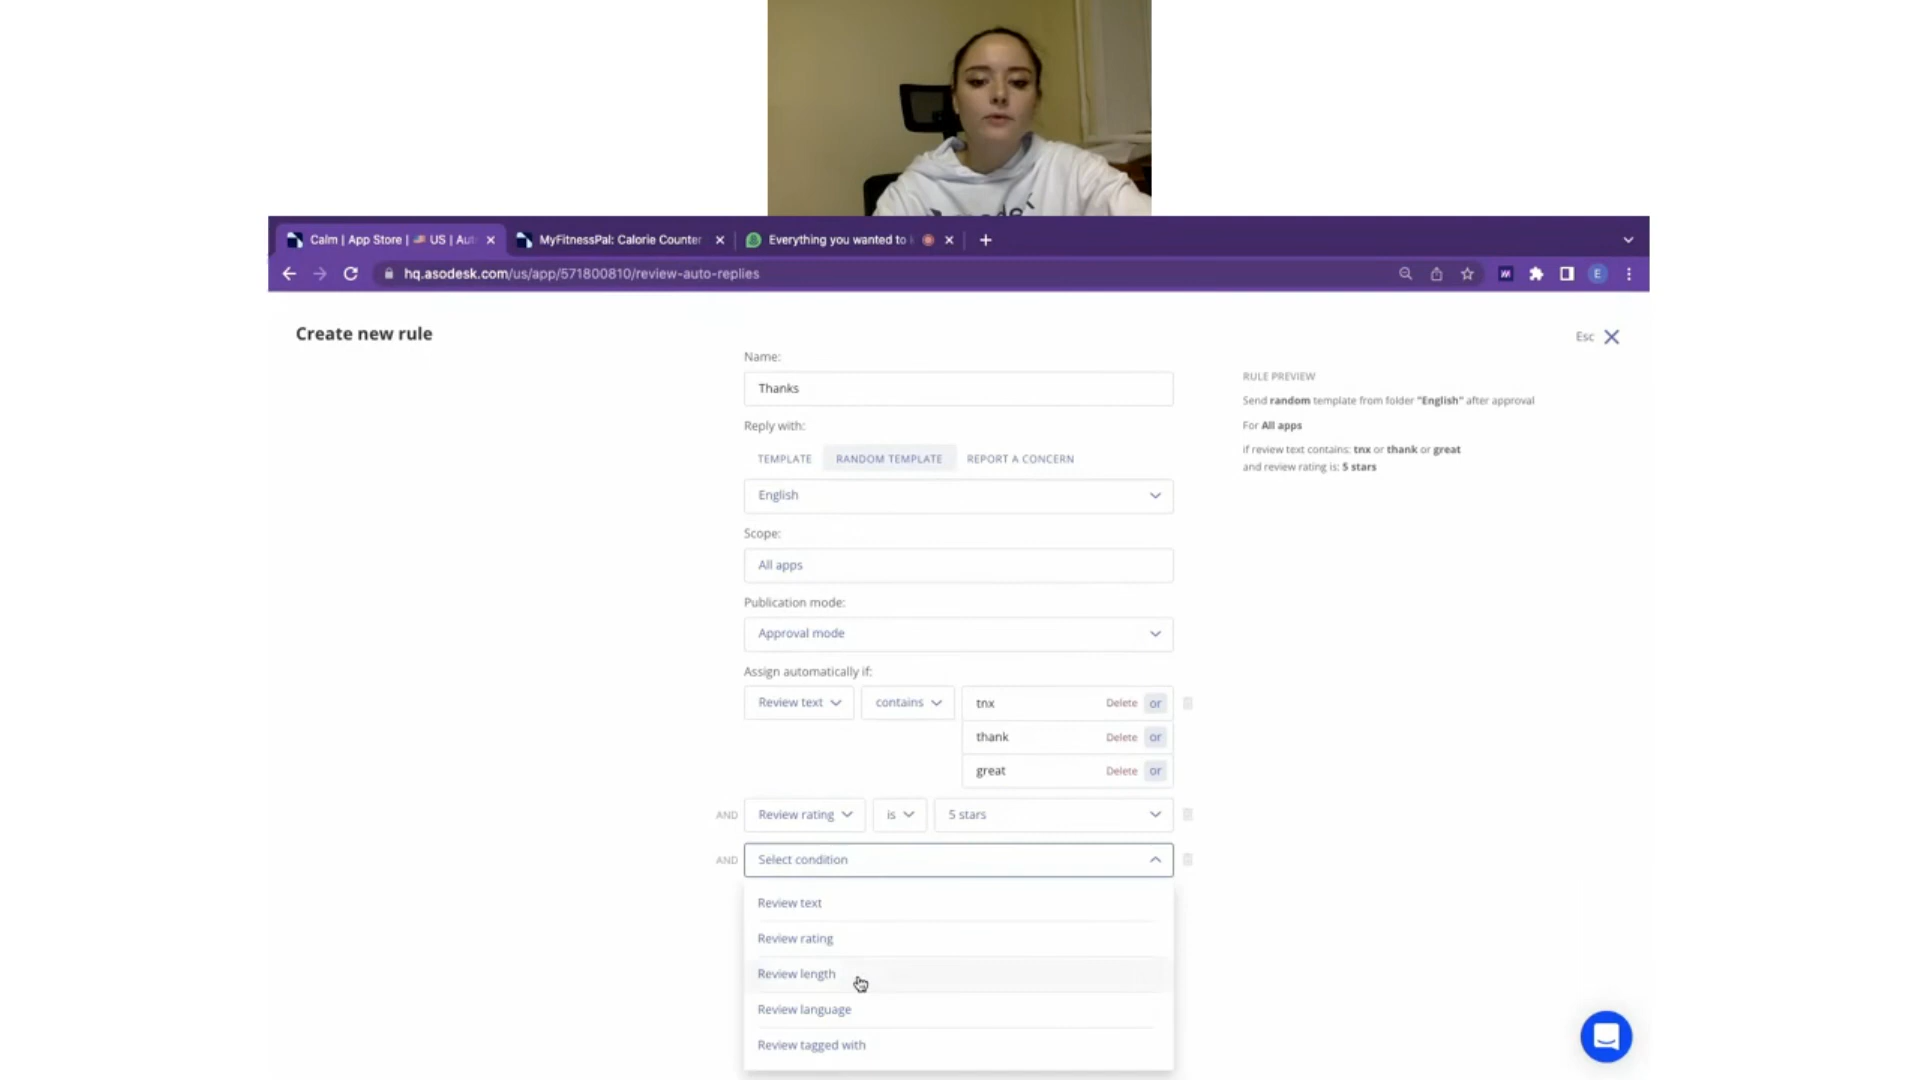 Calm | App Store | US | Aut
MyFitnessPal: Calorie Counter
Everything you wanted to
hq.asodesk.com/us/app/571800810/review-auto-replies
E
Create new rule
Esc
Name:
Thanks
Reply with:
TEMPLATE RANDOM TEMPLATE REPORT A CONCERN
English
Scope:
All apps
Publication mode:
Approval mode
Assign automatically if:
Review text contains tnx Delete or
thank Delete or
great Delete or
AND Review rating is 5 stars
AND Select condition
Review text
Review rating
Review length
Review language
Review tagged with
RULE PREVIEW
Send random template from folder "English" after approval
For All apps
if review text contains: tnx or thank or great
and review rating is: 5 stars